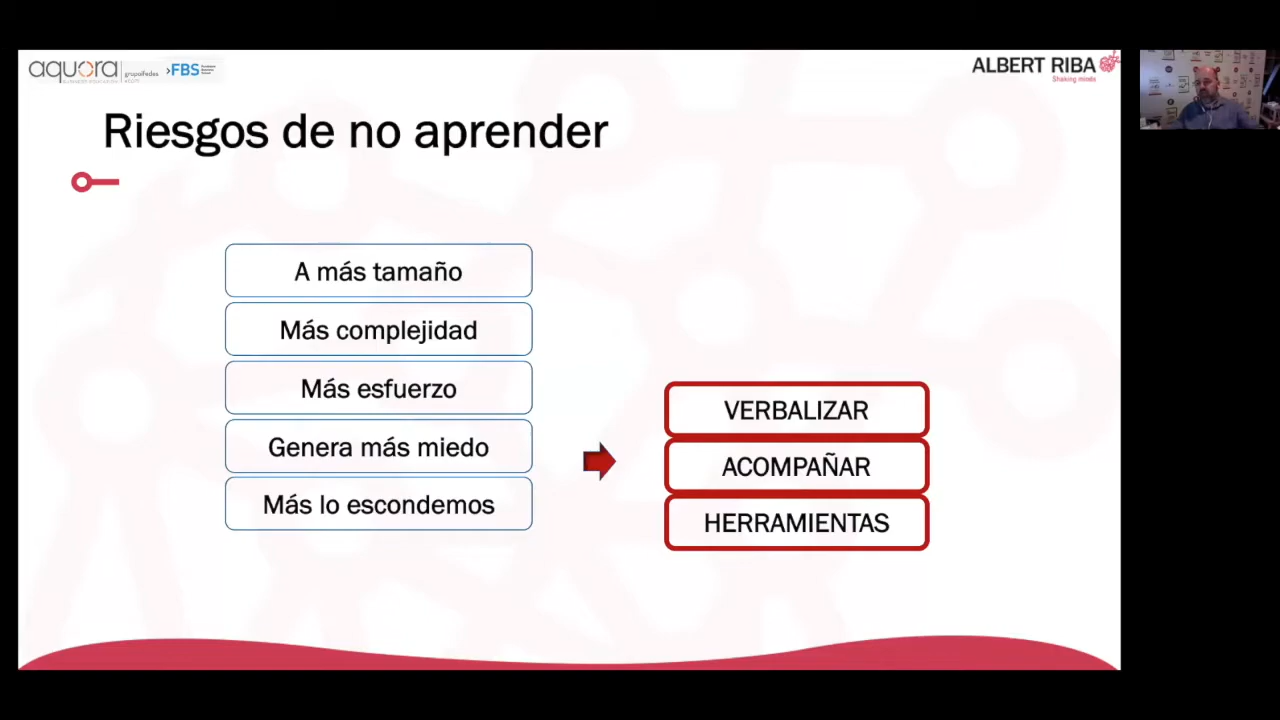 aquora
grupoifedes
›FBS
ALBERT RIBA
Shaking minds
Riesgos de no aprender
A más tamaño
Más complejidad
Más esfuerzo
Genera más miedo
Más lo escondemos
VERBALIZAR
ACOMPAÑAR
HERRAMIENTAS